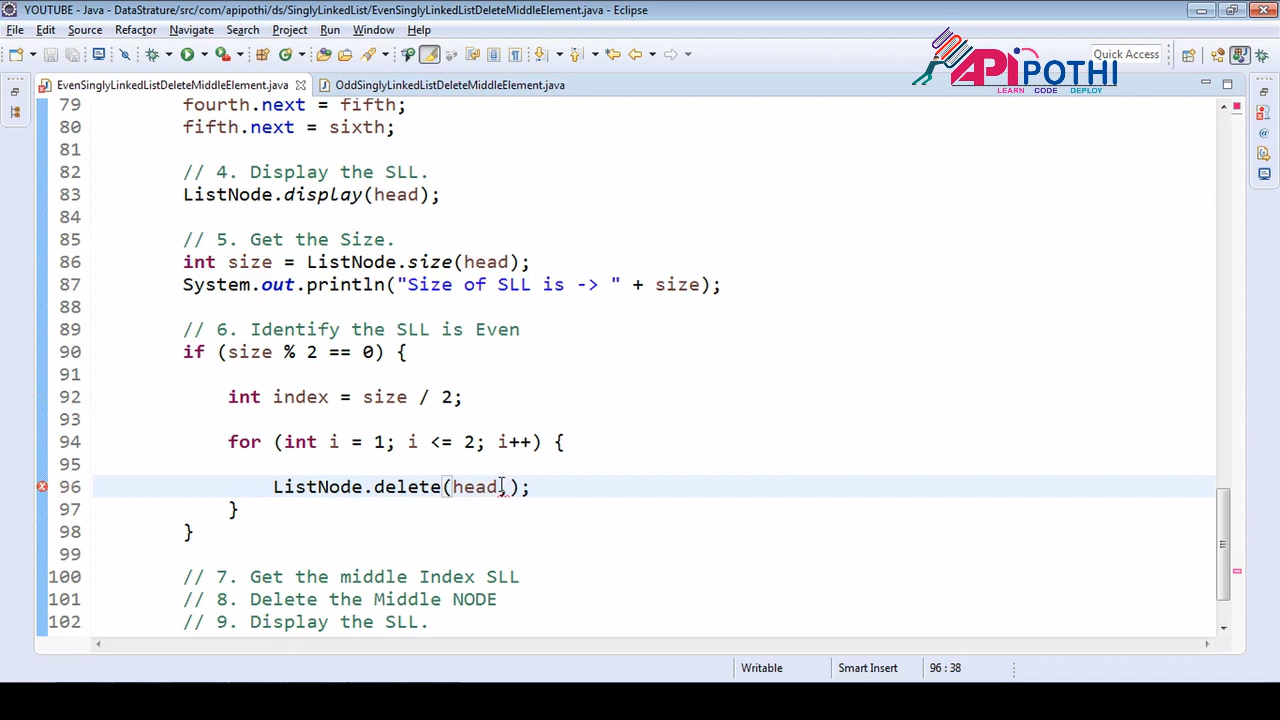 YOUTUBE - Java - DataStrature/src/com/apipothi/ds/SinglyLinkedList/EvenSinglyLinkedListDeleteMiddleElement.java - Eclipse
File Edit Source Refactor Navigate Search Project Run Window Help
Quick Access
APiPOTHI
LEARN CODE DEPLOY
EvenSinglyLinkedListDeleteMiddleElement.java OddSinglyLinkedListDeleteMiddleElement.java
79 fourth.next = fifth;
80 fifth.next = sixth;
81
82 // 4. Display the SLL.
83 ListNode.display(head);
84
85 // 5. Get the Size.
86 int size = ListNode.size(head);
87 System.out.println("Size of SLL is -> " + size);
88
89 // 6. Identify the SLL is Even
90 if (size % 2 == 0) {
91
92 int index = size / 2;
93
94 for (int i = 1; i <= 2; i++) {
95
96 ListNode.delete(head,);
97 }
98 }
99
100 // 7. Get the middle Index SLL
101 // 8. Delete the Middle NODE
102 // 9. Display the SLL.
Writable Smart Insert 96 : 38